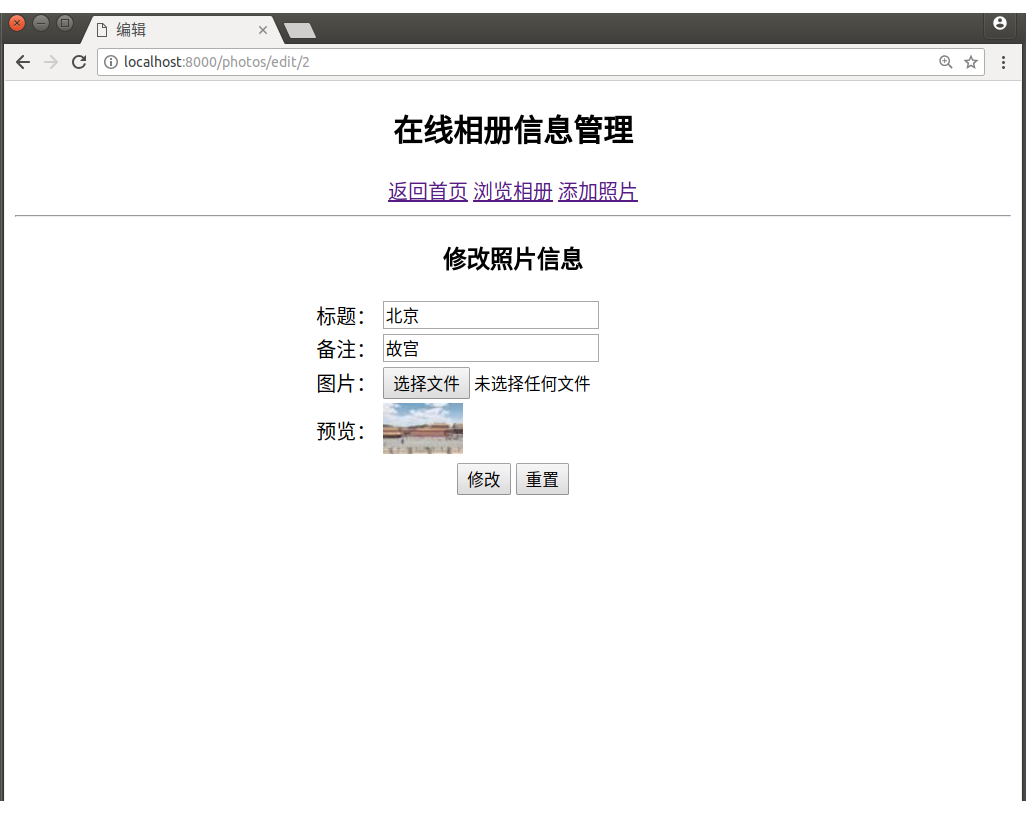 编辑
localhost:8000/photos/edit/2
在线相册信息管理
返回首页 浏览相册 添加照片
修改照片信息
标题： 北京
备注： 故宫
图片： 选择文件 未选择任何文件
预览：
修改 重置